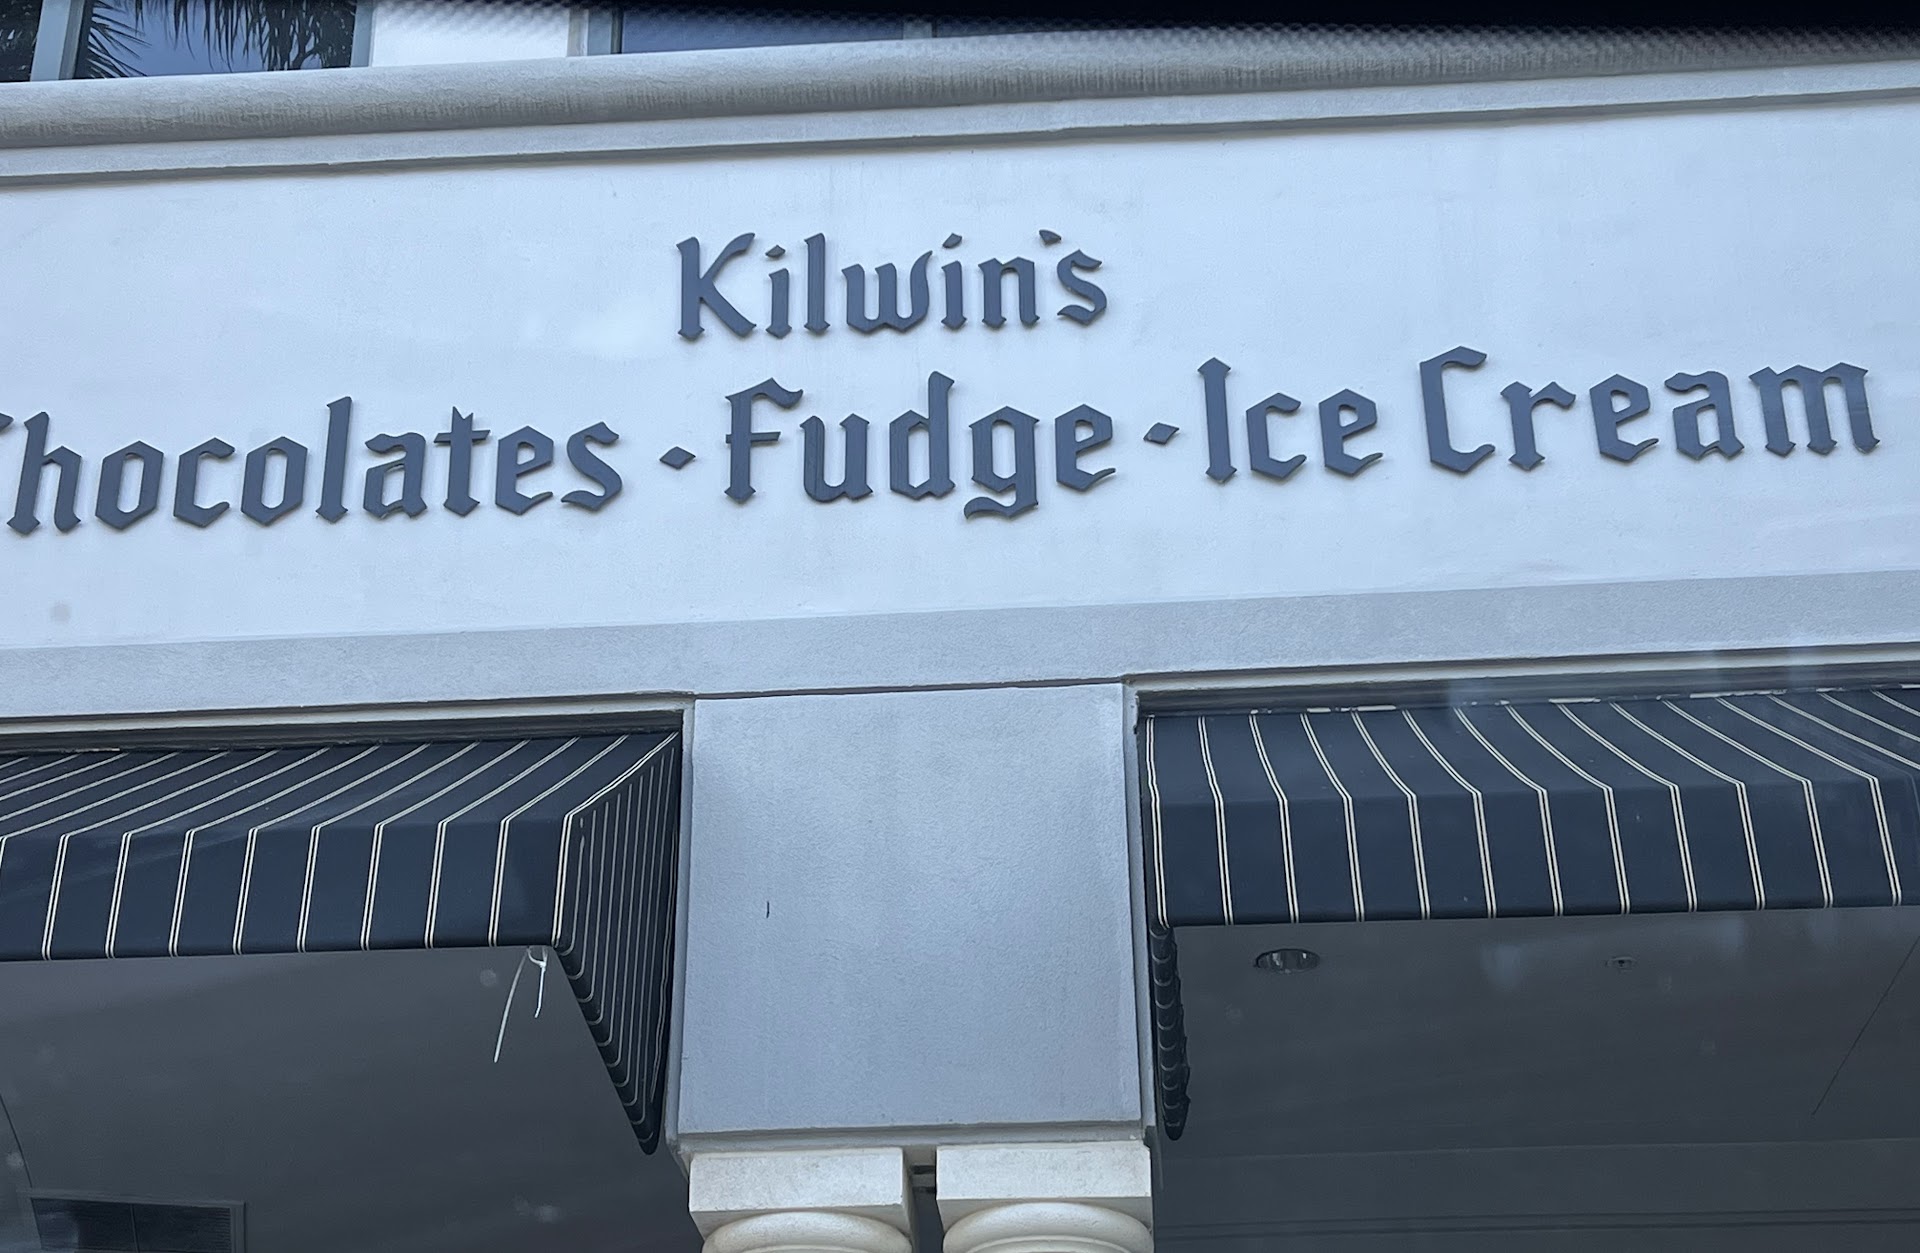 Kilwin's
Chocolates · Fudge · Ice Cream